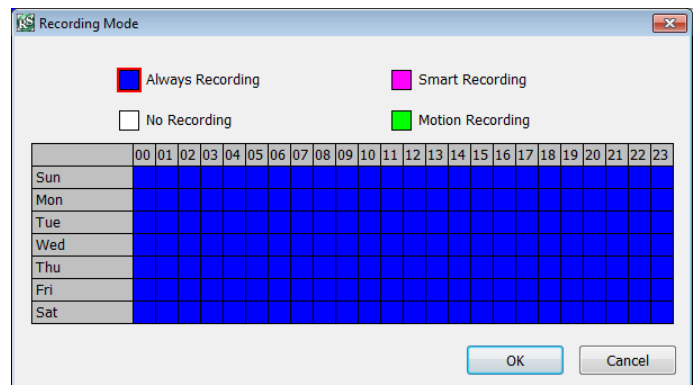 Recording Mode
Always Recording
Smart Recording
No Recording
Motion Recording
00 01 02 03 04 05 06 07 08 09 10 11 12 13 14 15 16 17 18 19 20 21 22 23
Sun
Mon
Tue
Wed
Thu
Fri
Sat
OK
Cancel